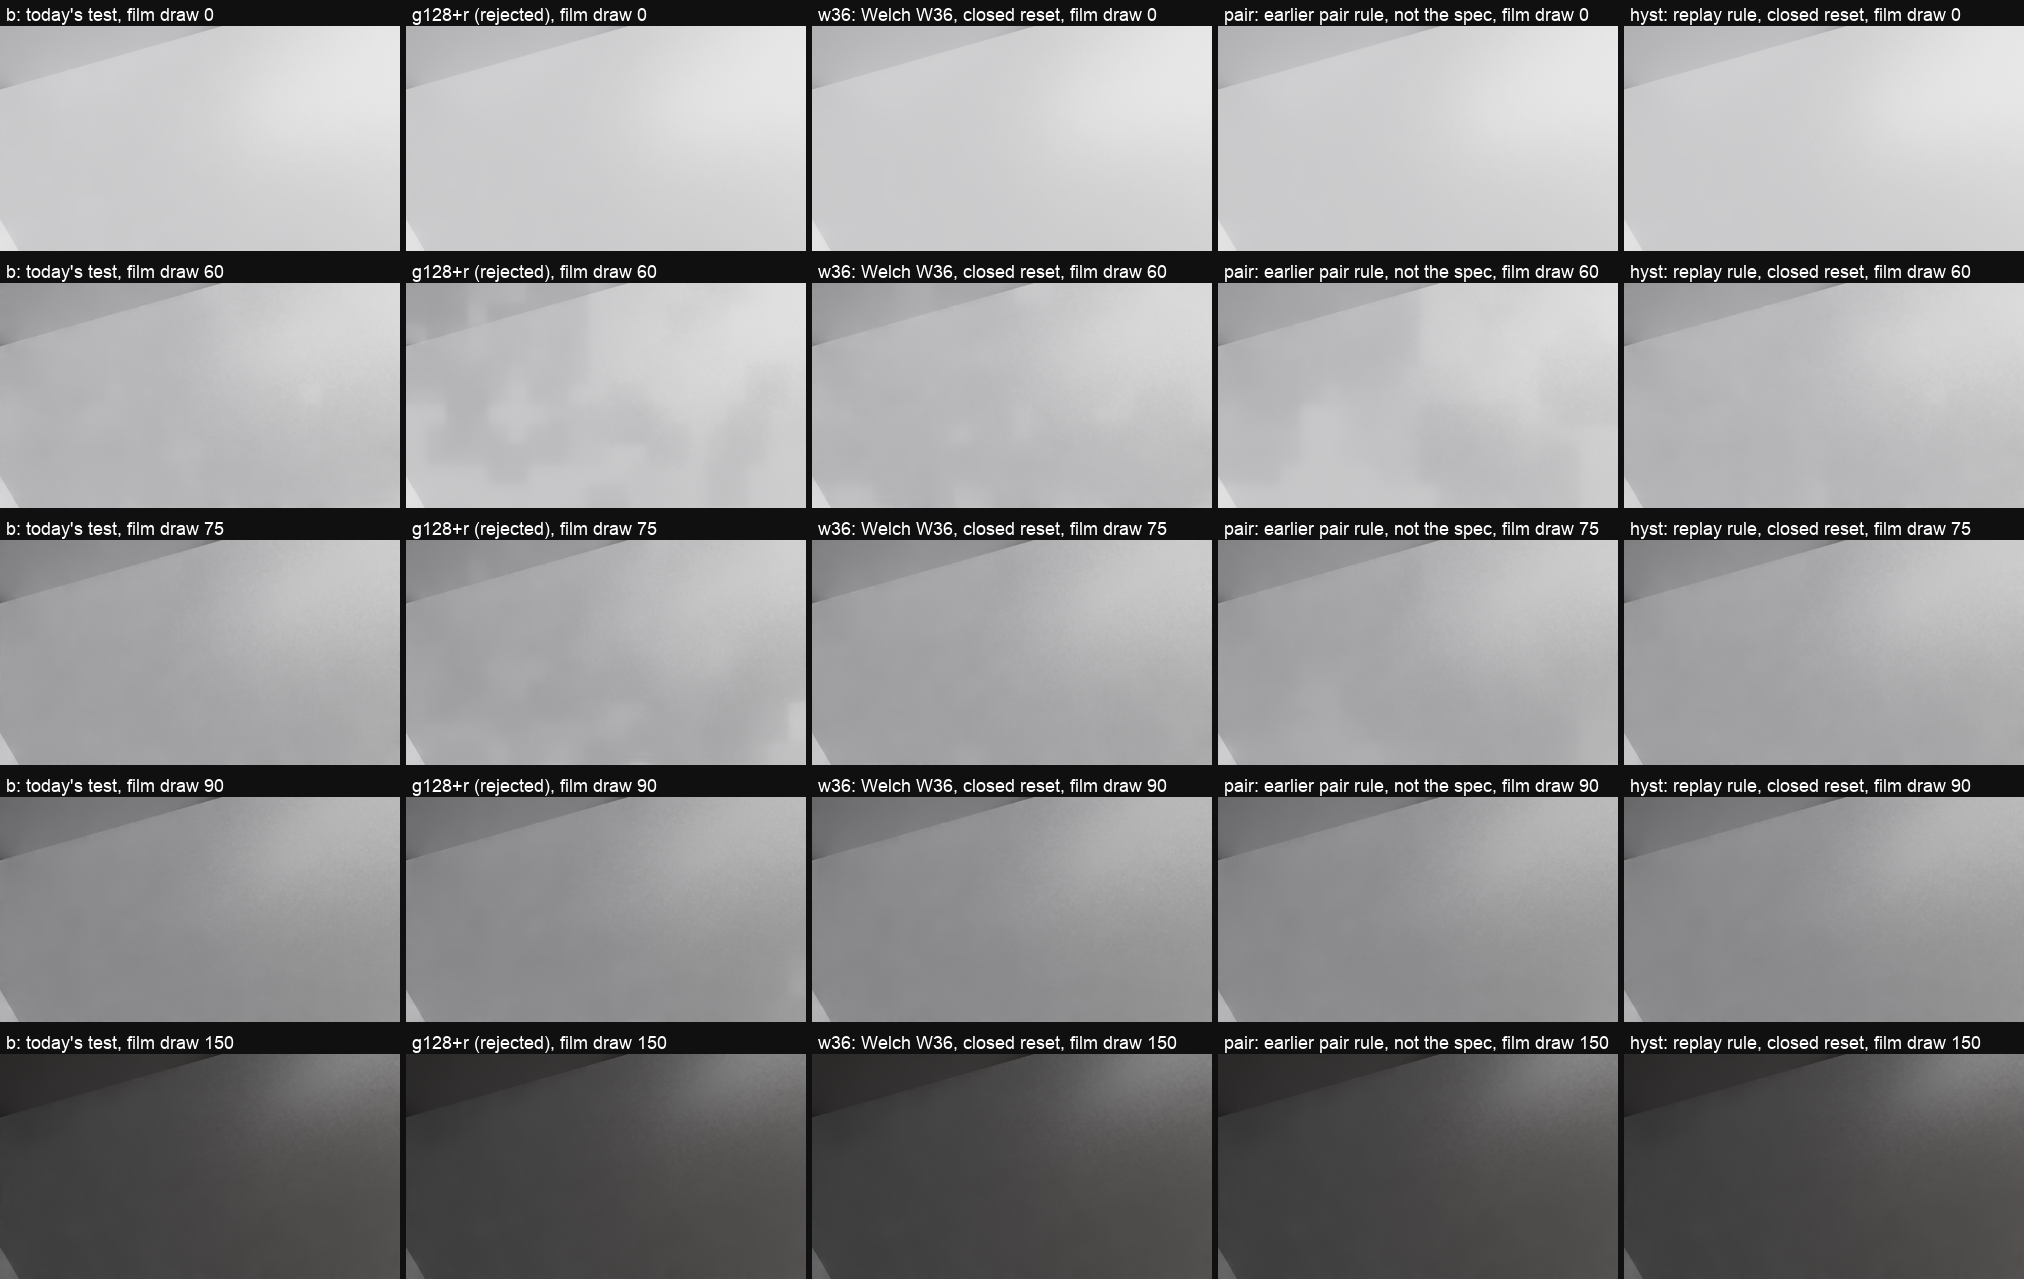 b: today's test, film draw 0
g128+r (rejected), film draw 0
w36: Welch W36, closed reset, film draw 0
pair: earlier pair rule, not the spec, film draw 0
hyst: replay rule, closed reset, film draw 0
b: today's test, film draw 60
g128+r (rejected), film draw 60
w36: Welch W36, closed reset, film draw 60
pair: earlier pair rule, not the spec, film draw 60
hyst: replay rule, closed reset, film draw 60
b: today's test, film draw 75
g128+r (rejected), film draw 75
w36: Welch W36, closed reset, film draw 75
pair: earlier pair rule, not the spec, film draw 75
hyst: replay rule, closed reset, film draw 75
b: today's test, film draw 90
g128+r (rejected), film draw 90
w36: Welch W36, closed reset, film draw 90
pair: earlier pair rule, not the spec, film draw 90
hyst: replay rule, closed reset, film draw 90
b: today's test, film draw 150
g128+r (rejected), film draw 150
w36: Welch W36, closed reset, film draw 150
pair: earlier pair rule, not the spec, film draw 150
hyst: replay rule, closed reset, film draw 150